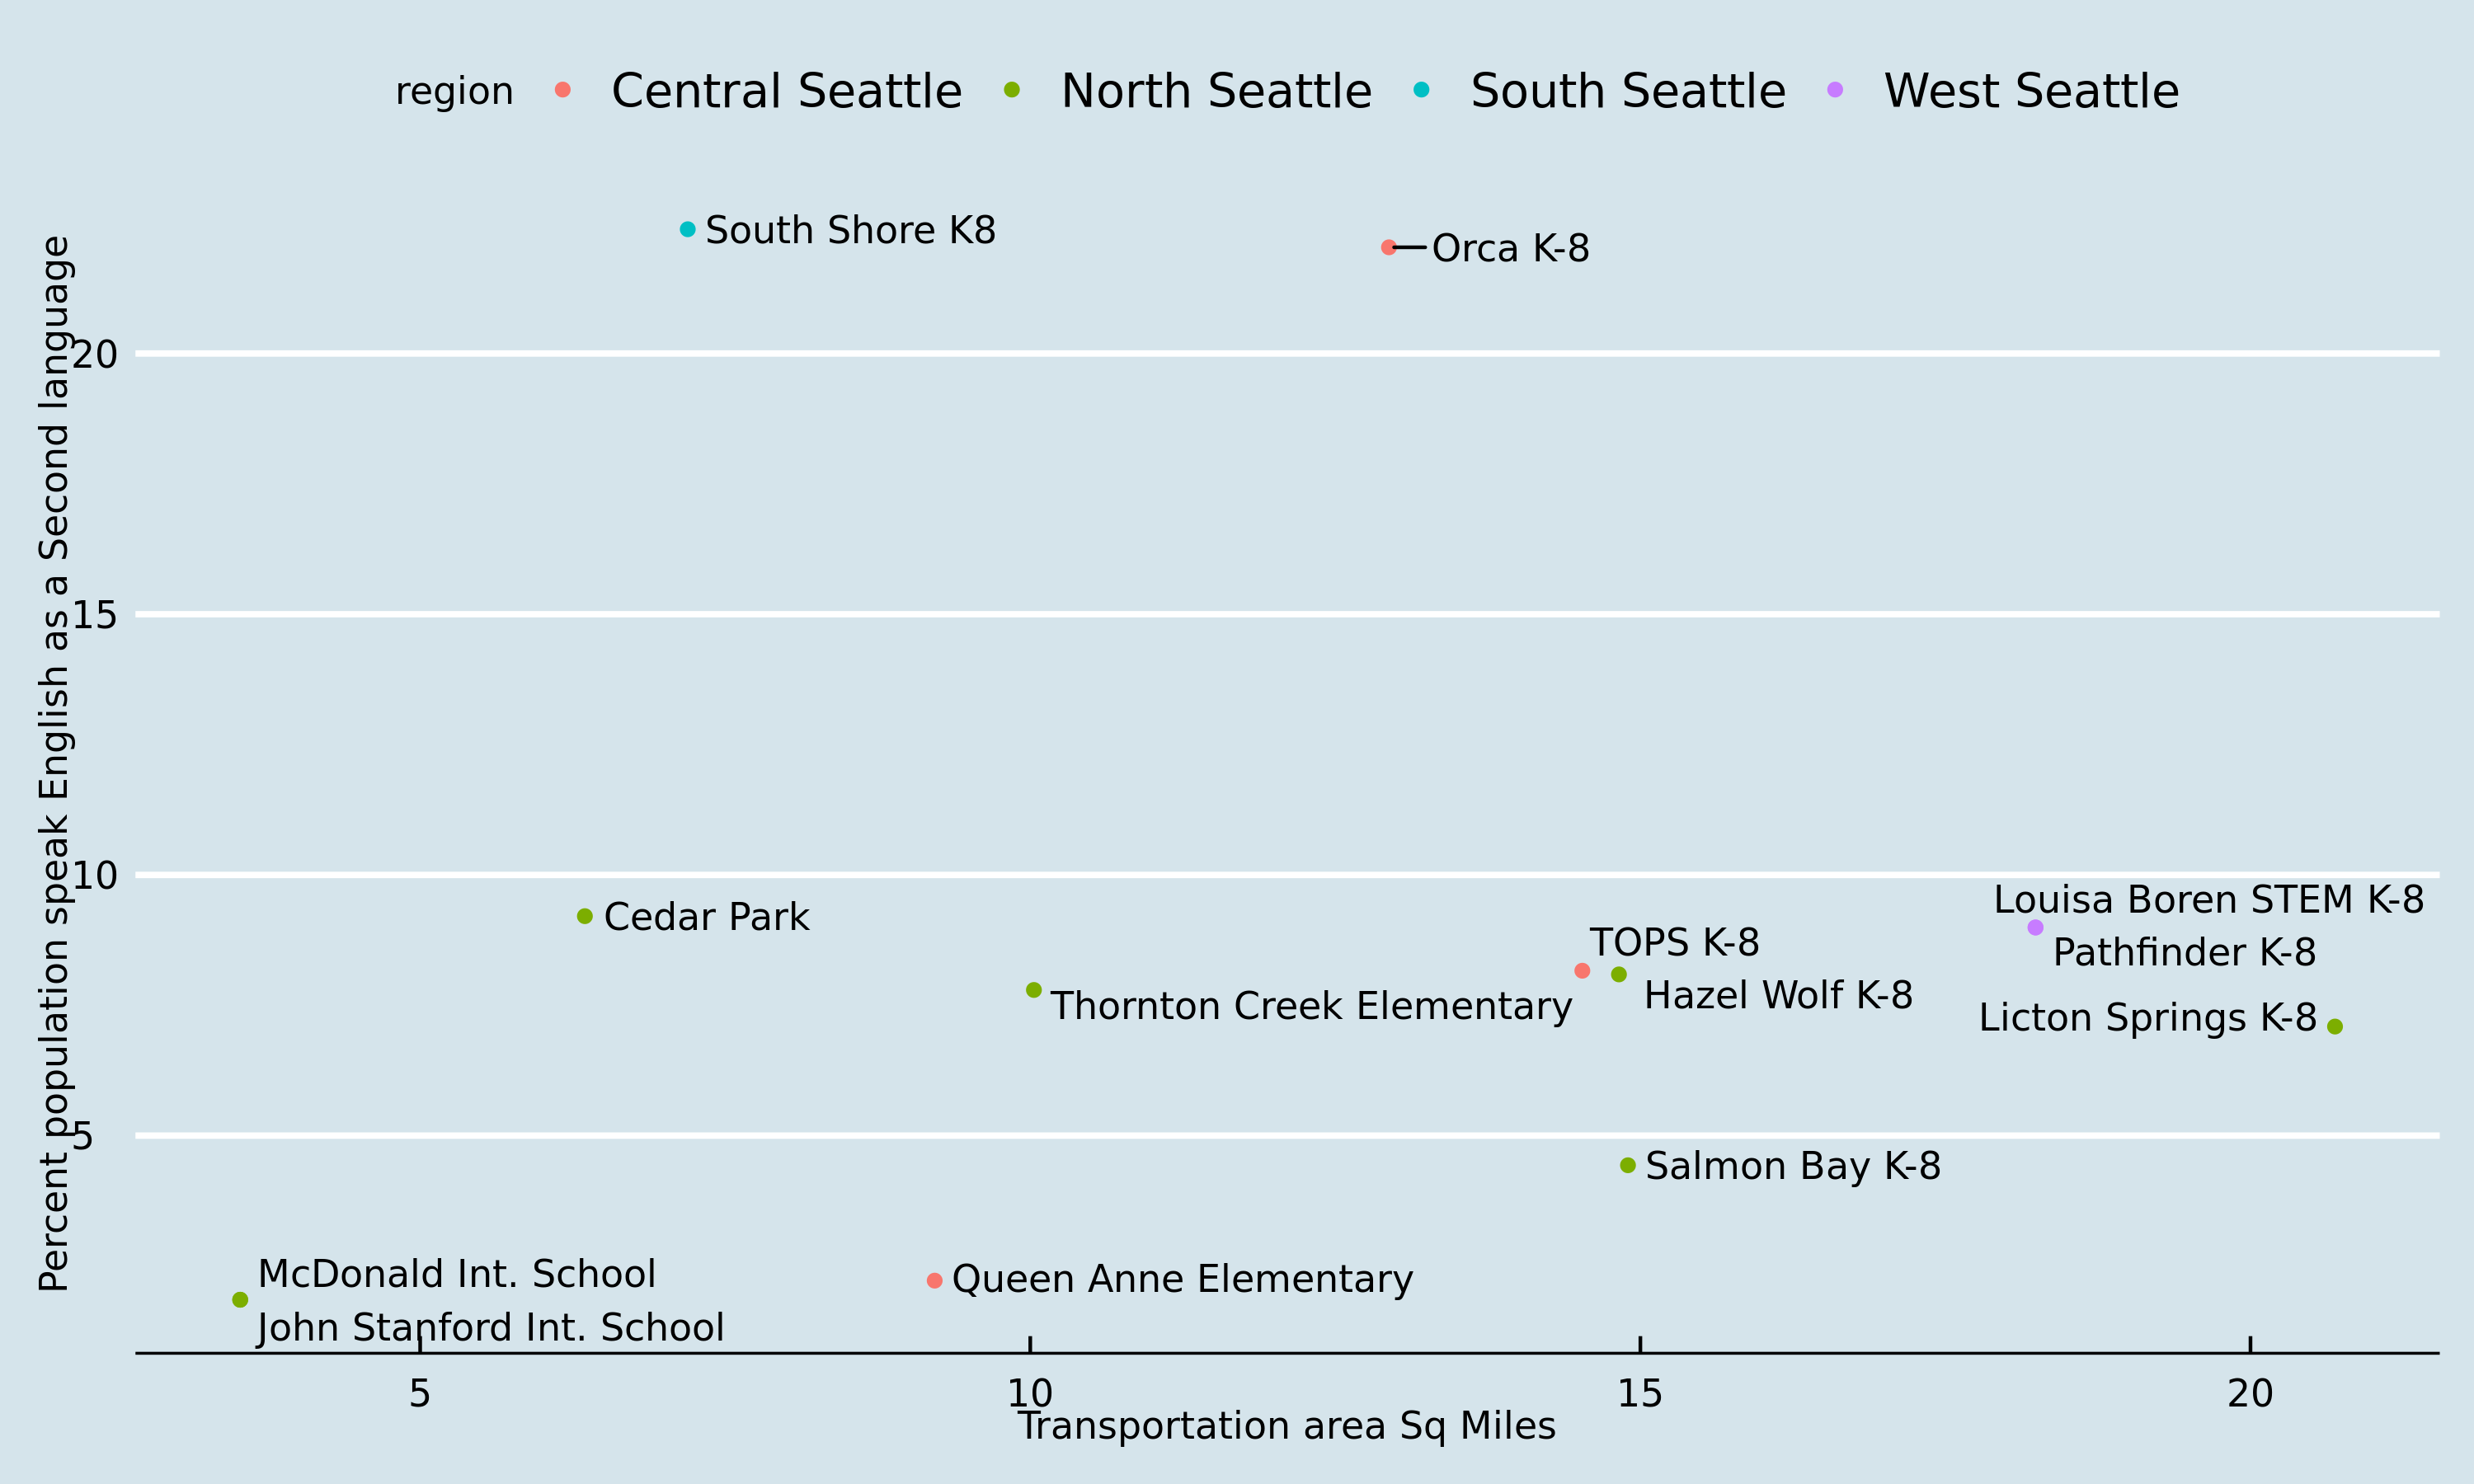 region Central Seattle North Seattle South Seattle West Seattle
South Shore K8
Orca K-8
20
15
10
5
Percent population speak English as a Second language
Louisa Boren STEM K-8
Cedar Park
TOPS K-8
Pathfinder K-8
Hazel Wolf K-8
Thornton Creek Elementary
Licton Springs K-8
Salmon Bay K-8
McDonald Int. School
Queen Anne Elementary
John Stanford Int. School
5 10 15 20
Transportation area Sq Miles